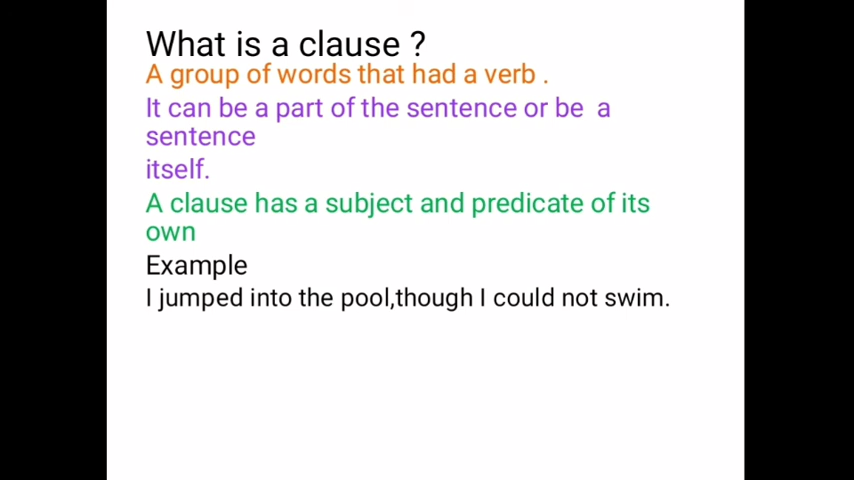 What is a clause ?
A group of words that had a verb .
It can be a part of the sentence or be  a
sentence
itself.
A clause has a subject and predicate of its
own
Example
I jumped into the pool,though I could not swim.